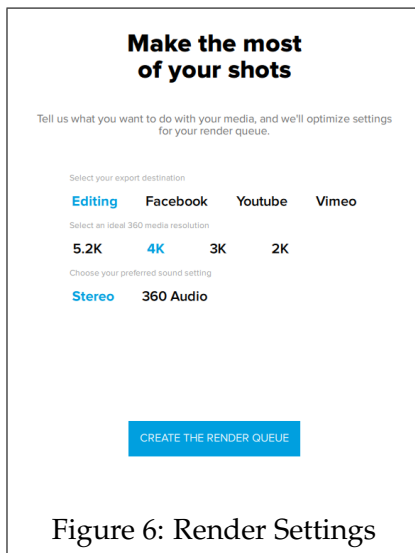 Make the most
of your shots
Tell us what you want to do with your media, and we'll optimize settings
for your render queue.
Select your export destination
Editing Facebook Youtube Vimeo
Select an ideal 360 media resolution
5.2K 4K 3K 2K
Choose your preferred sound setting
Stereo 360 Audio
CREATE THE RENDER QUEUE
Figure 6: Render Settings